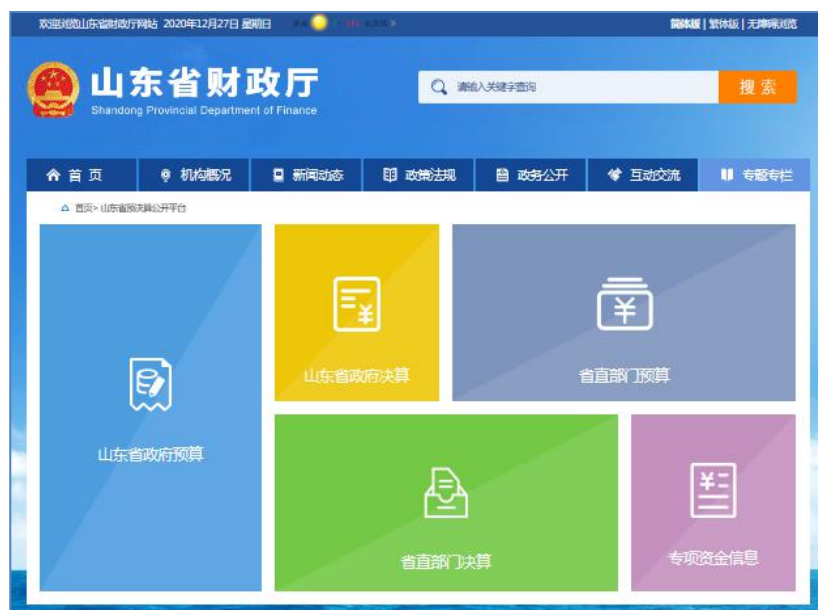 欢迎浏览山东省财政厅网站 2020年12月27日 星期日
简体版 | 繁体版 | 无障碍浏览
山东省财政厅
Shandong Provincial Department of Finance
请输入关键字查询
搜 索
首 页 机构概况 新闻动态 政策法规 政务公开 互动交流 专题专栏
首页> 山东省预决算公开平台
山东省政府预算
山东省政府决算
省直部门预算
省直部门决算
专项资金信息